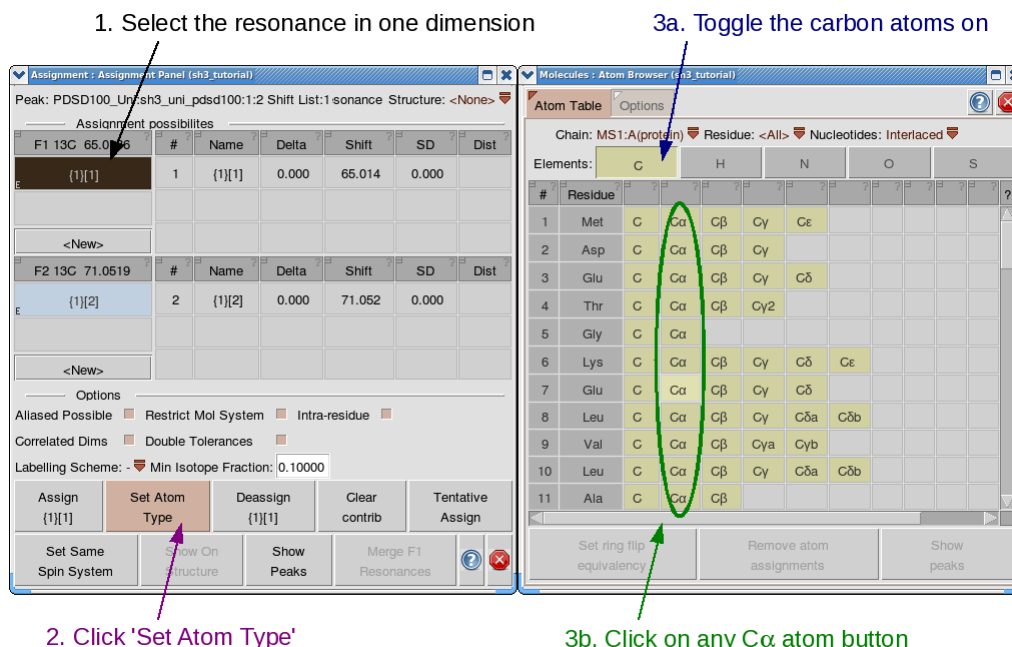 1. Select the resonance in one dimension
3a. Toggle the carbon atoms on
Assignment : Assignment Panel (sh3_tutorial)
Peak: PDSD100_Uni:sh3_uni_pdsd100:1:2 Shift List:1 sonance Structure: <None>
Assignment possibilites
F1 13C 65.0 6 # Name Delta Shift SD Dist
{1}[1] 1 {1}[1] 0.000 65.014 0.000
E
<New>
F2 13C 71.0519 # Name Delta Shift SD Dist
{1}[2] 2 {1}[2] 0.000 71.052 0.000
E
<New>
Options
Aliased Possible Restrict Mol System Intra-residue
Correlated Dims Double Tolerances
Labelling Scheme: - Min Isotope Fraction: 0.10000
Assign {1}[1] Set Atom Type Deassign {1}[1] Clear contrib Tentative Assign
Set Same Spin System Show On Structure Show Peaks Merge F1 Resonances ?
Molecules : Atom Browser (sh3_tutorial)
Atom Table Options ?
Chain: MS1:A(protein) Residue: <All> Nucleotides: Interlaced
Elements: C H N O S
# Residue ?
1 Met C Cα Cβ Cγ Cε
2 Asp C Cα Cβ Cγ
3 Glu C Cα Cβ Cγ Cδ
4 Thr C Cα Cβ Cγ2
5 Gly C Cα
6 Lys C Cα Cβ Cγ Cδ Cε
7 Glu C Cα Cβ Cγ Cδ
8 Leu C Cα Cβ Cγ Cδa Cδb
9 Val C Cα Cβ Cγa Cγb
10 Leu C Cα Cβ Cγ Cδa Cδb
11 Ala C Cα Cβ
Set ring flip equivalency Remove atom assignments Show peaks
2. Click 'Set Atom Type'
3b. Click on any Cα atom button